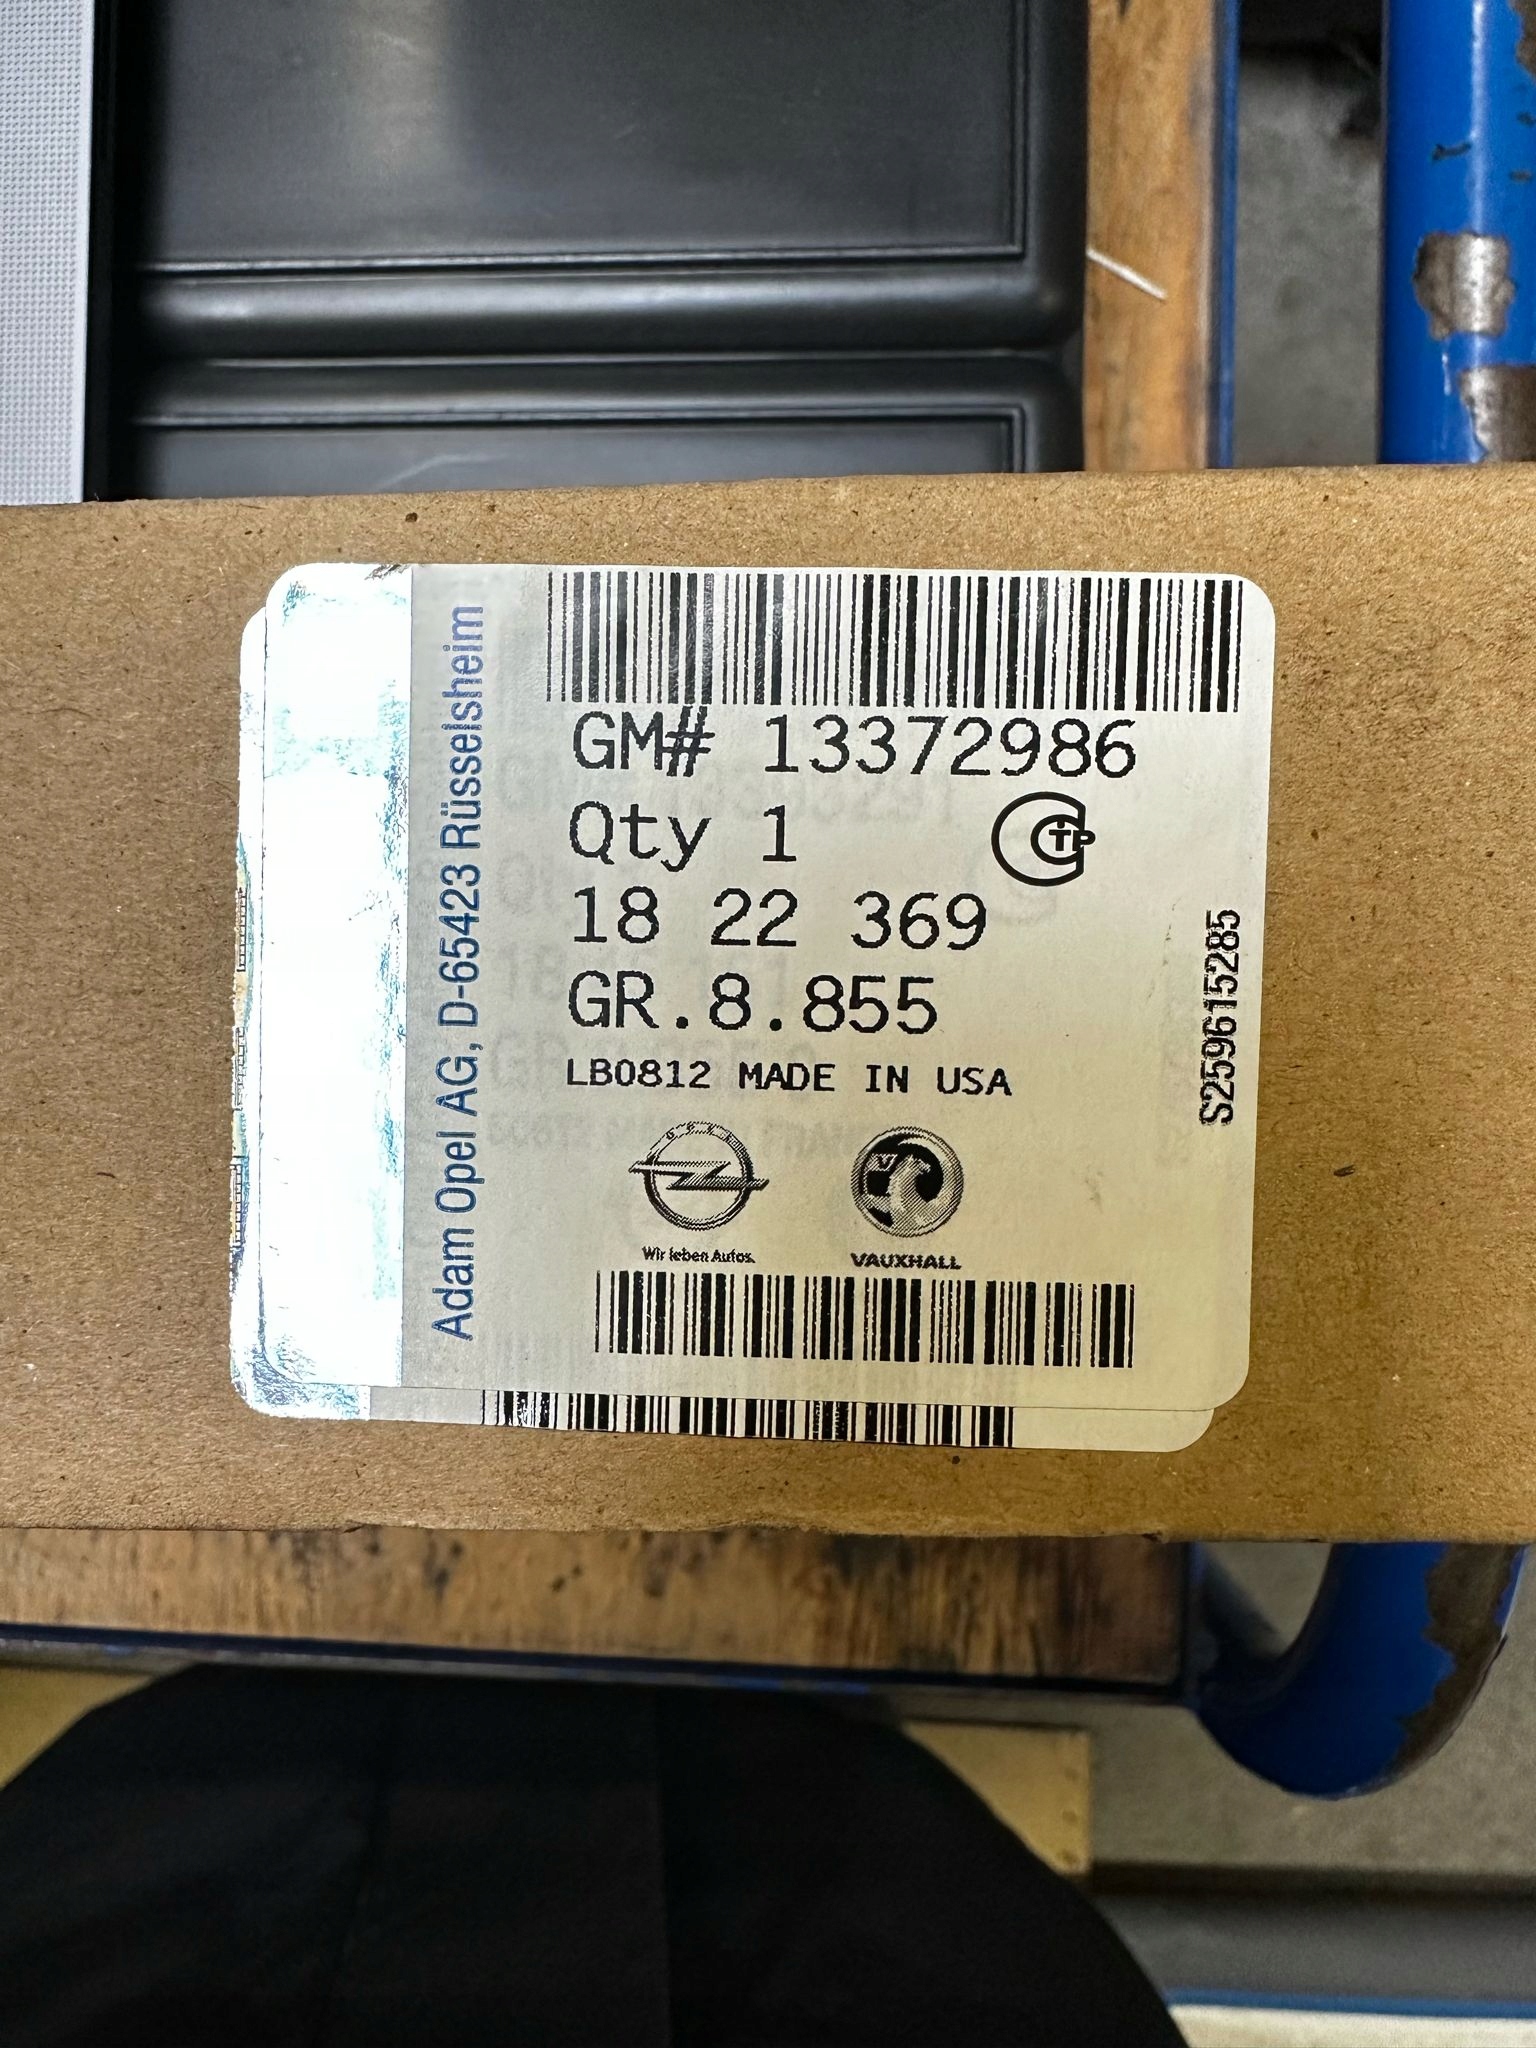 GM# 13372986
Qty 1
18 22 369
GR.8.855
LB0812 MADE IN USA
OPEL
Wir leben Autos.
VAUXHALL
Adam Opel AG, D-65423 Rüsselsheim
S259615285